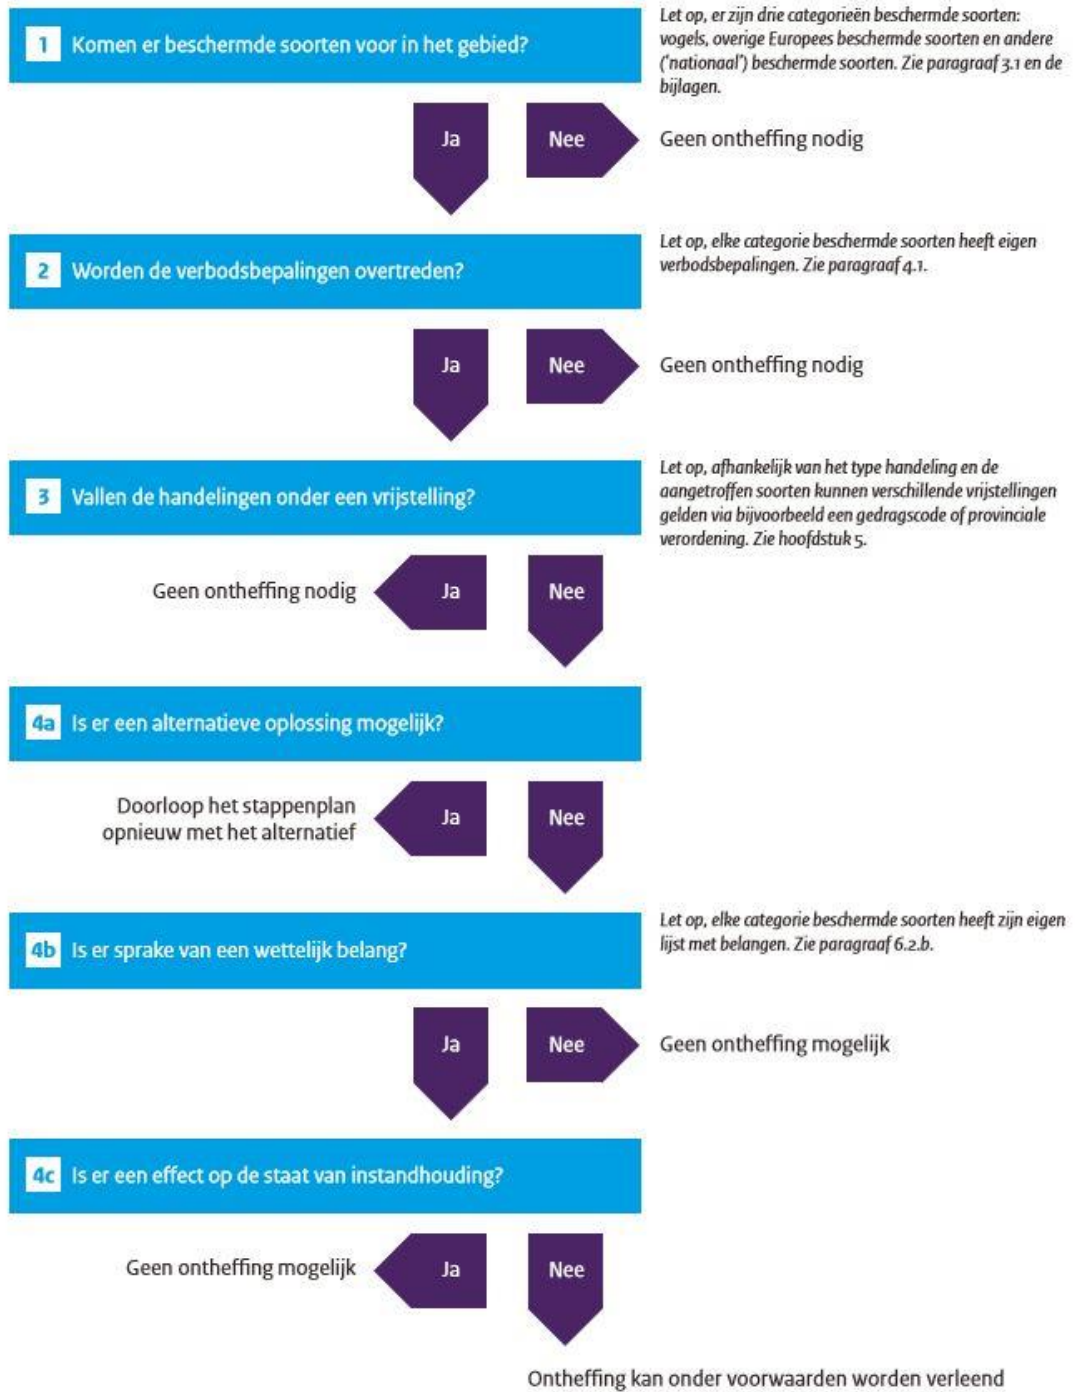 1 Komen er beschermde soorten voor in het gebied?
Let op, er zijn drie categorieën beschermde soorten:
vogels, overige Europees beschermde soorten en andere
('nationaal') beschermde soorten. Zie paragraaf 3.1 en de
bijlagen.
Ja
Nee
Geen ontheffing nodig
2 Worden de verbodsbepalingen overtreden?
Let op, elke categorie beschermde soorten heeft eigen
verbodsbepalingen. Zie paragraaf 4.1.
Ja
Nee
Geen ontheffing nodig
3 Vallen de handelingen onder een vrijstelling?
Let op, afhankelijk van het type handeling en de
aangetroffen soorten kunnen verschillende vrijstellingen
gelden via bijvoorbeeld een gedragscode of provinciale
verordening. Zie hoofdstuk 5.
Geen ontheffing nodig
Ja
Nee
4a Is er een alternatieve oplossing mogelijk?
Doorloop het stappenplan
opnieuw met het alternatief
Ja
Nee
4b Is er sprake van een wettelijk belang?
Let op, elke categorie beschermde soorten heeft zijn eigen
lijst met belangen. Zie paragraaf 6.2.b.
Ja
Nee
Geen ontheffing mogelijk
4c Is er een effect op de staat van instandhouding?
Geen ontheffing mogelijk
Ja
Nee
Ontheffing kan onder voorwaarden worden verleend